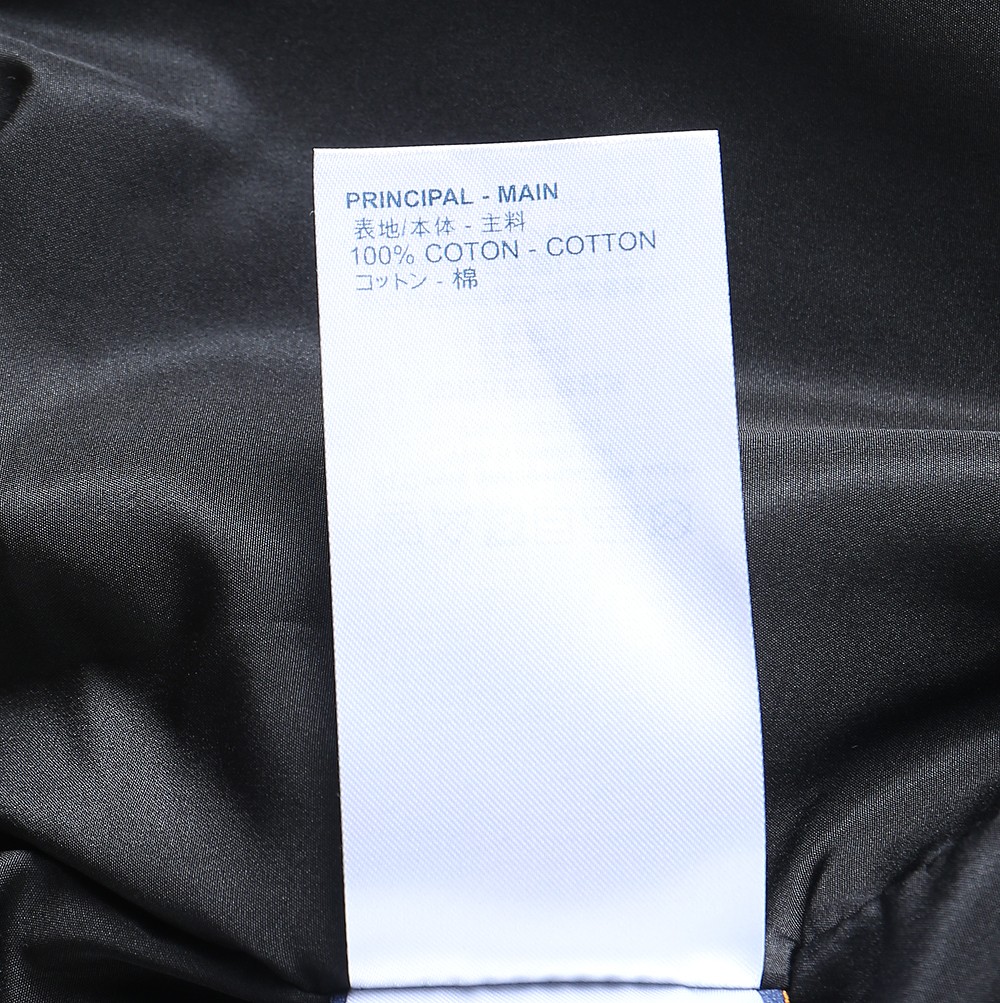 PRINCIPAL - MAIN
表地/本体 - 主料
100% COTON - COTTON
コットン - 棉